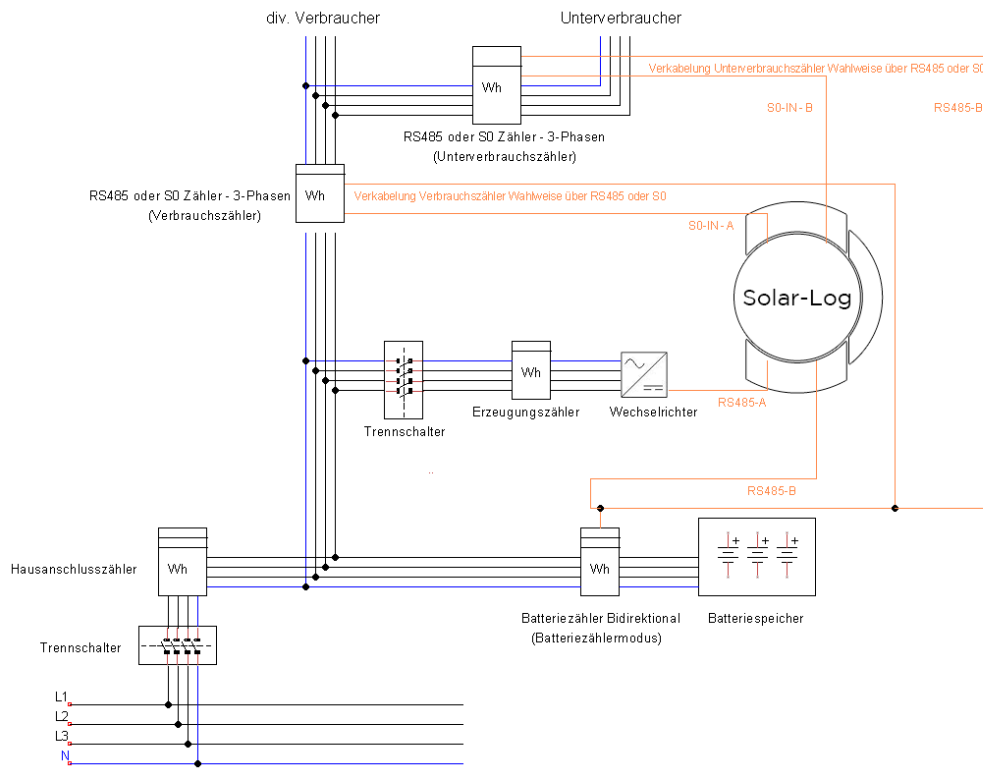 div. Verbraucher
Unterverbraucher
Verkabelung Unterverbrauchszähler Wahlweise über RS485 oder S0
Wh
S0-IN-B
RS485-B
RS485 oder S0 Zähler - 3-Phasen
(Unterverbrauchszähler)
RS485 oder S0 Zähler - 3-Phasen
(Verbrauchszähler)
Wh
Verkabelung Verbrauchszähler Wahlweise über RS485 oder S0
S0-IN-A
Solar-Log
Wh
Erzeugungszähler
Wechselrichter
RS485-A
Trennschalter
..
RS485-B
Hausanschlusszähler
Wh
Wh
+
+
+
Batteriezähler Bidirektional
(Batteriezählermodus)
Batteriespeicher
Trennschalter
L1
L2
L3
N